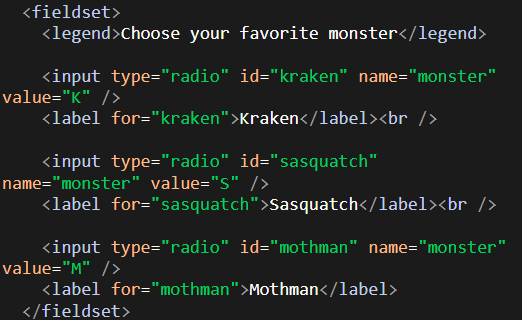 <fieldset>
<legend>Choose your favorite monster</legend>
<input type="radio" id="kraken" name="monster"
value="K" />
<label for="kraken">Kraken</label><br />
<input type="radio" id="sasquatch"
name="monster" value="S" />
<label for="sasquatch">Sasquatch</label><br />
<input type="radio" id="mothman" name="monster"
value="M" />
<label for="mothman">Mothman</label>
</fieldset>